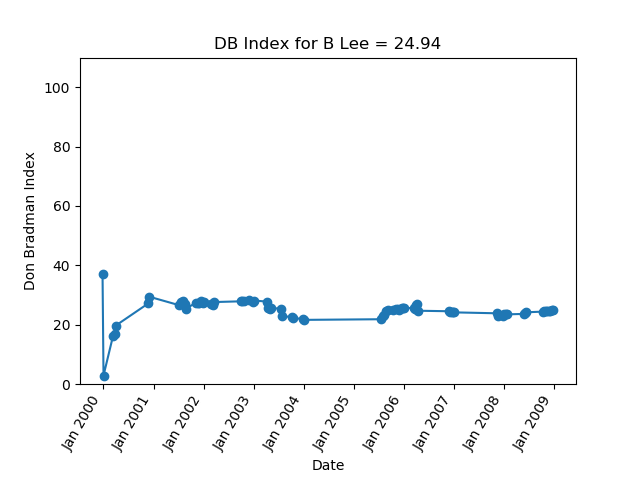 DB Index for B Lee = 24.94
100
80
60
40
20
0
Don Bradman Index
Jan 2000
Jan 2001
Jan 2002
Jan 2003
Jan 2004
Jan 2005
Jan 2006
Jan 2007
Jan 2008
Jan 2009
Date